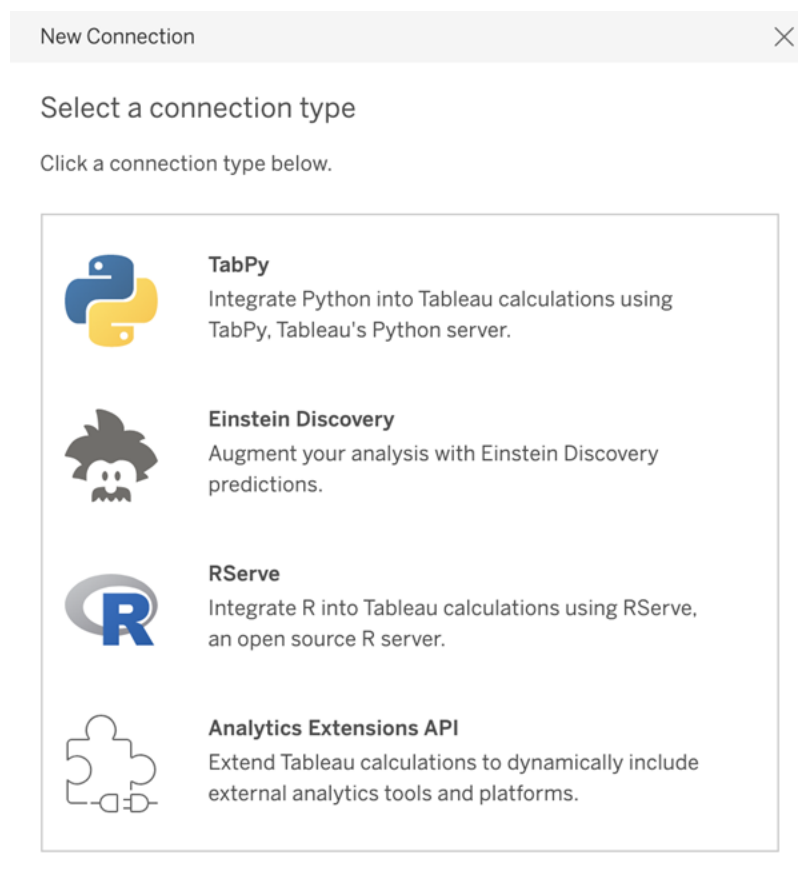 New Connection
Select a connection type
Click a connection type below.
TabPy
Integrate Python into Tableau calculations using
TabPy, Tableau's Python server.
Einstein Discovery
Augment your analysis with Einstein Discovery
predictions.
RServe
Integrate R into Tableau calculations using RServe,
an open source R server.
Analytics Extensions API
Extend Tableau calculations to dynamically include
external analytics tools and platforms.